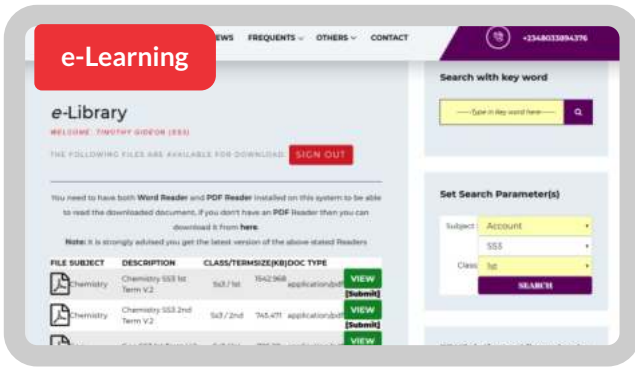 e-Learning
EWS FREQUENTS OTHERS CONTACT
+2348033894376
e-Library
WELCOME: TIMOTHY GIDEON (SS3)
THE FOLLOWING FILES ARE AVAILABLE FOR DOWNLOAD. SIGN OUT
You need to have both Word Reader and PDF Reader installed on this system to be able
to read the downloaded document, if you don't have an PDF Reader then you can
download it from here.
Note: it is strongly advised you get the latest version of the above stated Readers
FILE SUBJECT DESCRIPTION CLASS/TERM SIZE(KB) DOC TYPE
Chemistry Chemistry SS3 1st Term V.2 Ss3 / 1st 1542.968 application/pdf VIEW
[Submit]
Chemistry Chemistry SS3 2nd Term V.2 Ss3 / 2nd 745.471 application/pdf VIEW
[Submit]
VIEW
Search with key word
-----Type in Key word here-----
Set Search Parameter(s)
Subject Account
SS3
Class 1st
SEARCH